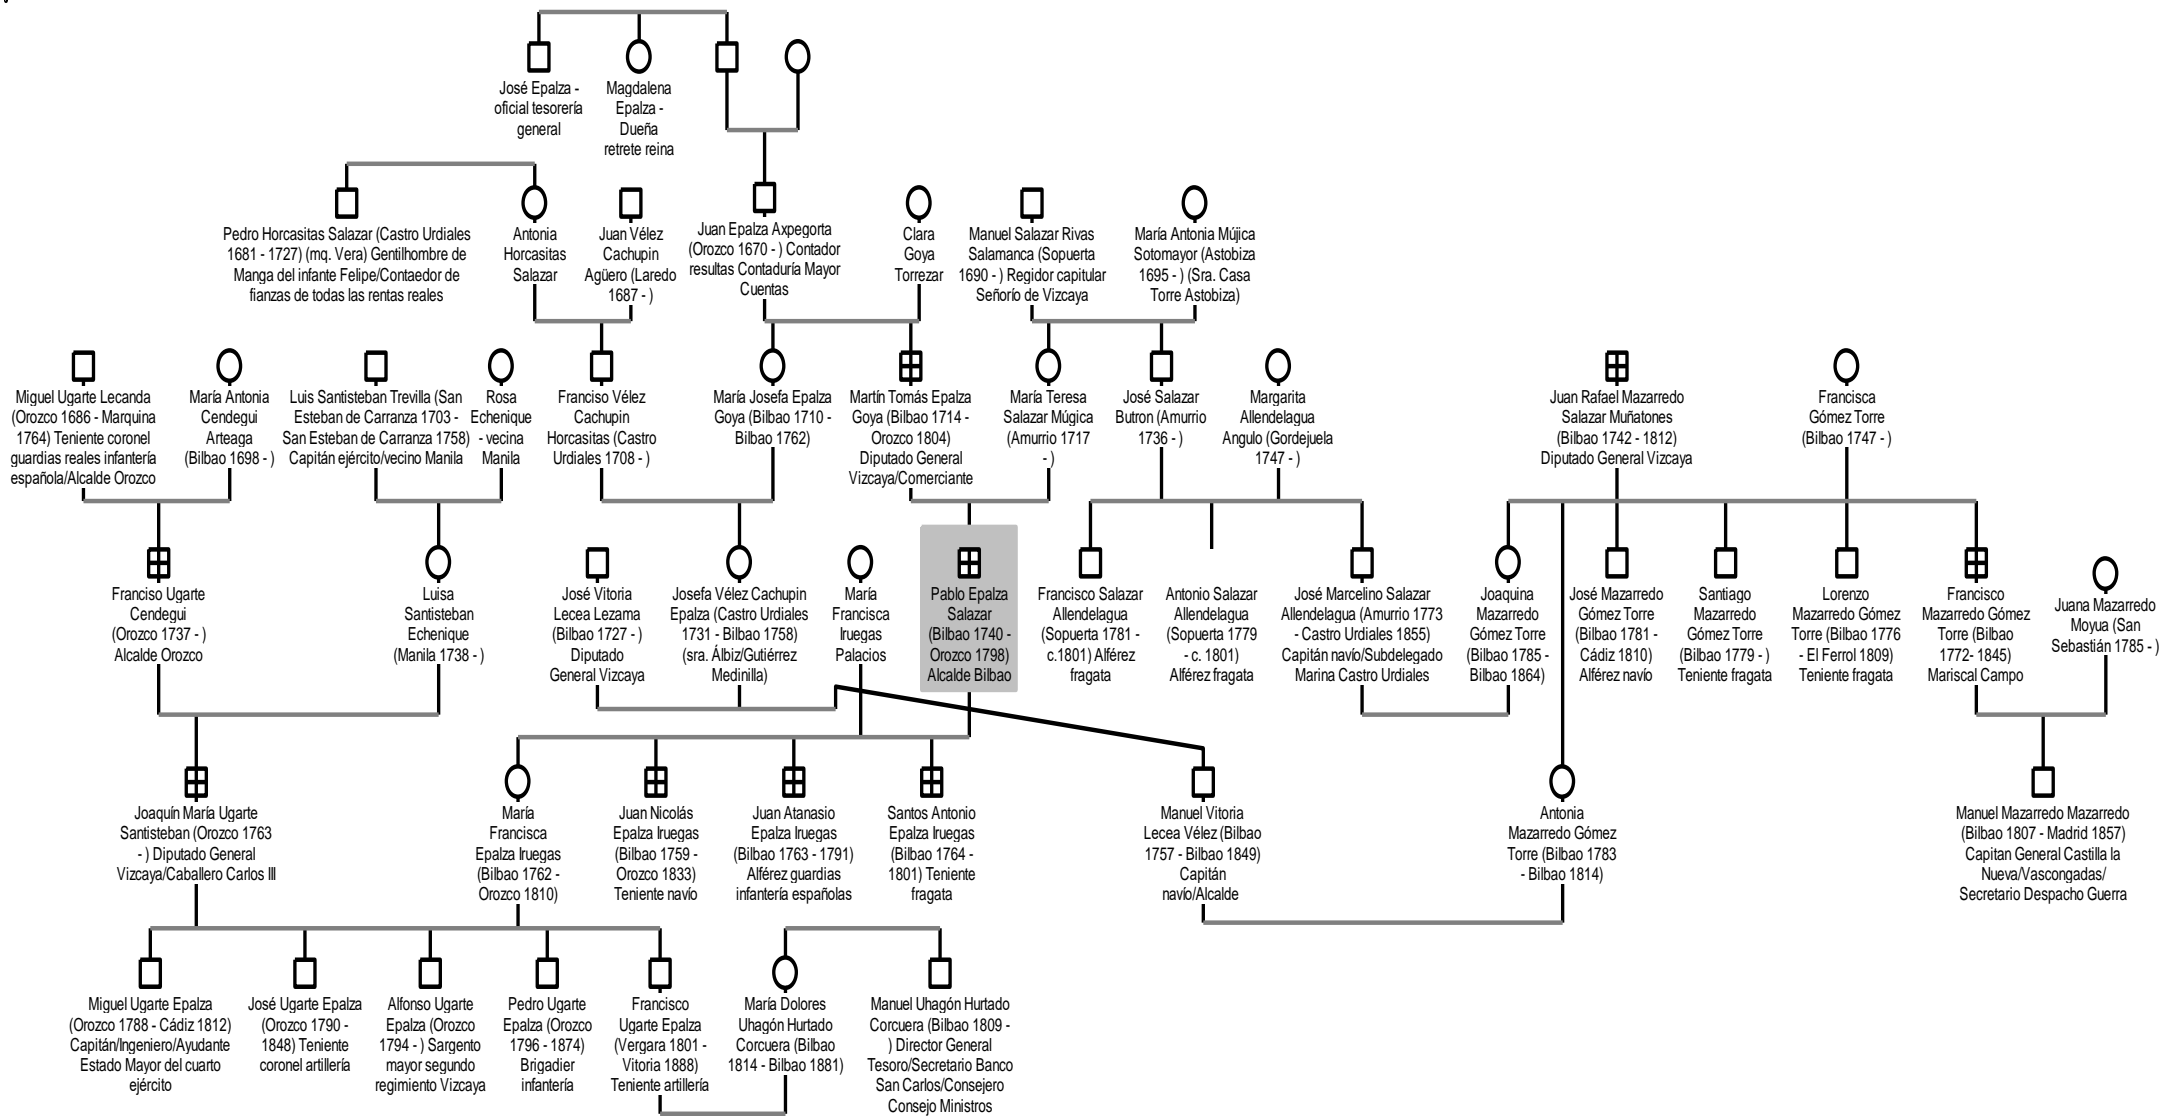 José Epalza -
oficial tesorería
general
Magdalena
Epalza -
Dueña
retrete reina
Pedro Horcasitas Salazar (Castro Urdiales
1681 - 1727) (mq. Vera) Gentilhombre de
Manga del infante Felipe/Contaedor de
fianzas de todas las rentas reales
Antonia
Horcasitas
Salazar
Juan Vélez
Cachupin
Agüero (Laredo
1687 - )
Juan Epalza Axpegorta
(Orozco 1670 - ) Contador
resultas Contaduría Mayor
Cuentas
Clara
Goya
Torrezar
Manuel Salazar Rivas
Salamanca (Sopuerta
1690 - ) Regidor capitular
Señorío de Vizcaya
María Antonia Mújica
Sotomayor (Astobiza
1695 - ) (Sra. Casa
Torre Astobiza)
Miguel Ugarte Lecanda
(Orozco 1686 - Marquina
1764) Teniente coronel
guardias reales infantería
española/Alcalde Orozco
María Antonia
Cendegui
Arteaga
(Bilbao 1698 - )
Luis Santisteban Trevilla (San
Esteban de Carranza 1703 -
San Esteban de Carranza 1758)
Capitán ejército/vecino Manila
Rosa
Echenique
- vecina
Manila
Franciso Vélez
Cachupin
Horcasitas (Castro
Urdiales 1708 - )
María Josefa Epalza
Goya (Bilbao 1710 -
Bilbao 1762)
Martín Tomás Epalza
Goya (Bilbao 1714 -
Orozco 1804)
Diputado General
Vizcaya/Comerciante
María Teresa
Salazar Múgica
(Amurrio 1717
- )
José Salazar
Butron (Amurrio
1736 - )
Margarita
Allendelagua
Angulo (Gordejuela
1747 - )
Juan Rafael Mazarredo
Salazar Muñatones
(Bilbao 1742 - 1812)
Diputado General Vizcaya
Francisca
Gómez Torre
(Bilbao 1747 - )
Franciso Ugarte
Cendegui
(Orozco 1737 - )
Alcalde Orozco
Luisa
Santisteban
Echenique
(Manila 1738 - )
José Vitoria
Lecea Lezama
(Bilbao 1727 - )
Diputado
General Vizcaya
Josefa Vélez Cachupin
Epalza (Castro Urdiales
1731 - Bilbao 1758)
(sra. Álbiz/Gutiérrez
Medinilla)
María
Francisca
Iruegas
Palacios
Pablo Epalza
Salazar
(Bilbao 1740 -
Orozco 1798)
Alcalde Bilbao
Francisco Salazar
Allendelagua
(Sopuerta 1781 -
c.1801) Alférez
fragata
Antonio Salazar
Allendelagua
(Sopuerta 1779
- c. 1801)
Alférez fragata
José Marcelino Salazar
Allendelagua (Amurrio 1773
- Castro Urdiales 1855)
Capitán navío/Subdelegado
Marina Castro Urdiales
Joaquina
Mazarredo
Gómez Torre
(Bilbao 1785 -
Bilbao 1864)
José Mazarredo
Gómez Torre
(Bilbao 1781 -
Cádiz 1810)
Alférez navío
Santiago
Mazarredo
Gómez Torre
(Bilbao 1779 - )
Teniente fragata
Lorenzo
Mazarredo Gómez
Torre (Bilbao 1776
- El Ferrol 1809)
Teniente fragata
Francisco
Mazarredo Gómez
Torre (Bilbao
1772- 1845)
Mariscal Campo
Juana Mazarredo
Moyua (San
Sebastián 1785 - )
Joaquín María Ugarte
Santisteban (Orozco 1763
- ) Diputado General
Vizcaya/Caballero Carlos III
María
Francisca
Epalza Iruegas
(Bilbao 1762 -
Orozco 1810)
Juan Nicolás
Epalza Iruegas
(Bilbao 1759 -
Orozco 1833)
Teniente navío
Juan Atanasio
Epalza Iruegas
(Bilbao 1763 - 1791)
Alférez guardias
infantería españolas
Santos Antonio
Epalza Iruegas
(Bilbao 1764 -
1801) Teniente
fragata
Manuel Vitoria
Lecea Vélez (Bilbao
1757 - Bilbao 1849)
Capitán
navío/Alcalde
Antonia
Mazarredo Gómez
Torre (Bilbao 1783
- Bilbao 1814)
Manuel Mazarredo Mazarredo
(Bilbao 1807 - Madrid 1857)
Capitan General Castilla la
Nueva/Vascongadas/
Secretario Despacho Guerra
Miguel Ugarte Epalza
(Orozco 1788 - Cádiz 1812)
Capitán/Ingeniero/Ayudante
Estado Mayor del cuarto
ejército
José Ugarte Epalza
(Orozco 1790 -
1848) Teniente
coronel artillería
Alfonso Ugarte
Epalza (Orozco
1794 - ) Sargento
mayor segundo
regimiento Vizcaya
Pedro Ugarte
Epalza (Orozco
1796 - 1874)
Brigadier
infantería
Francisco
Ugarte Epalza
(Vergara 1801 -
Vitoria 1888)
Teniente artillería
María Dolores
Uhagón Hurtado
Corcuera (Bilbao
1814 - Bilbao 1881)
Manuel Uhagón Hurtado
Corcuera (Bilbao 1809 -
) Director General
Tesoro/Secretario Banco
San Carlos/Consejero
Consejo Ministros